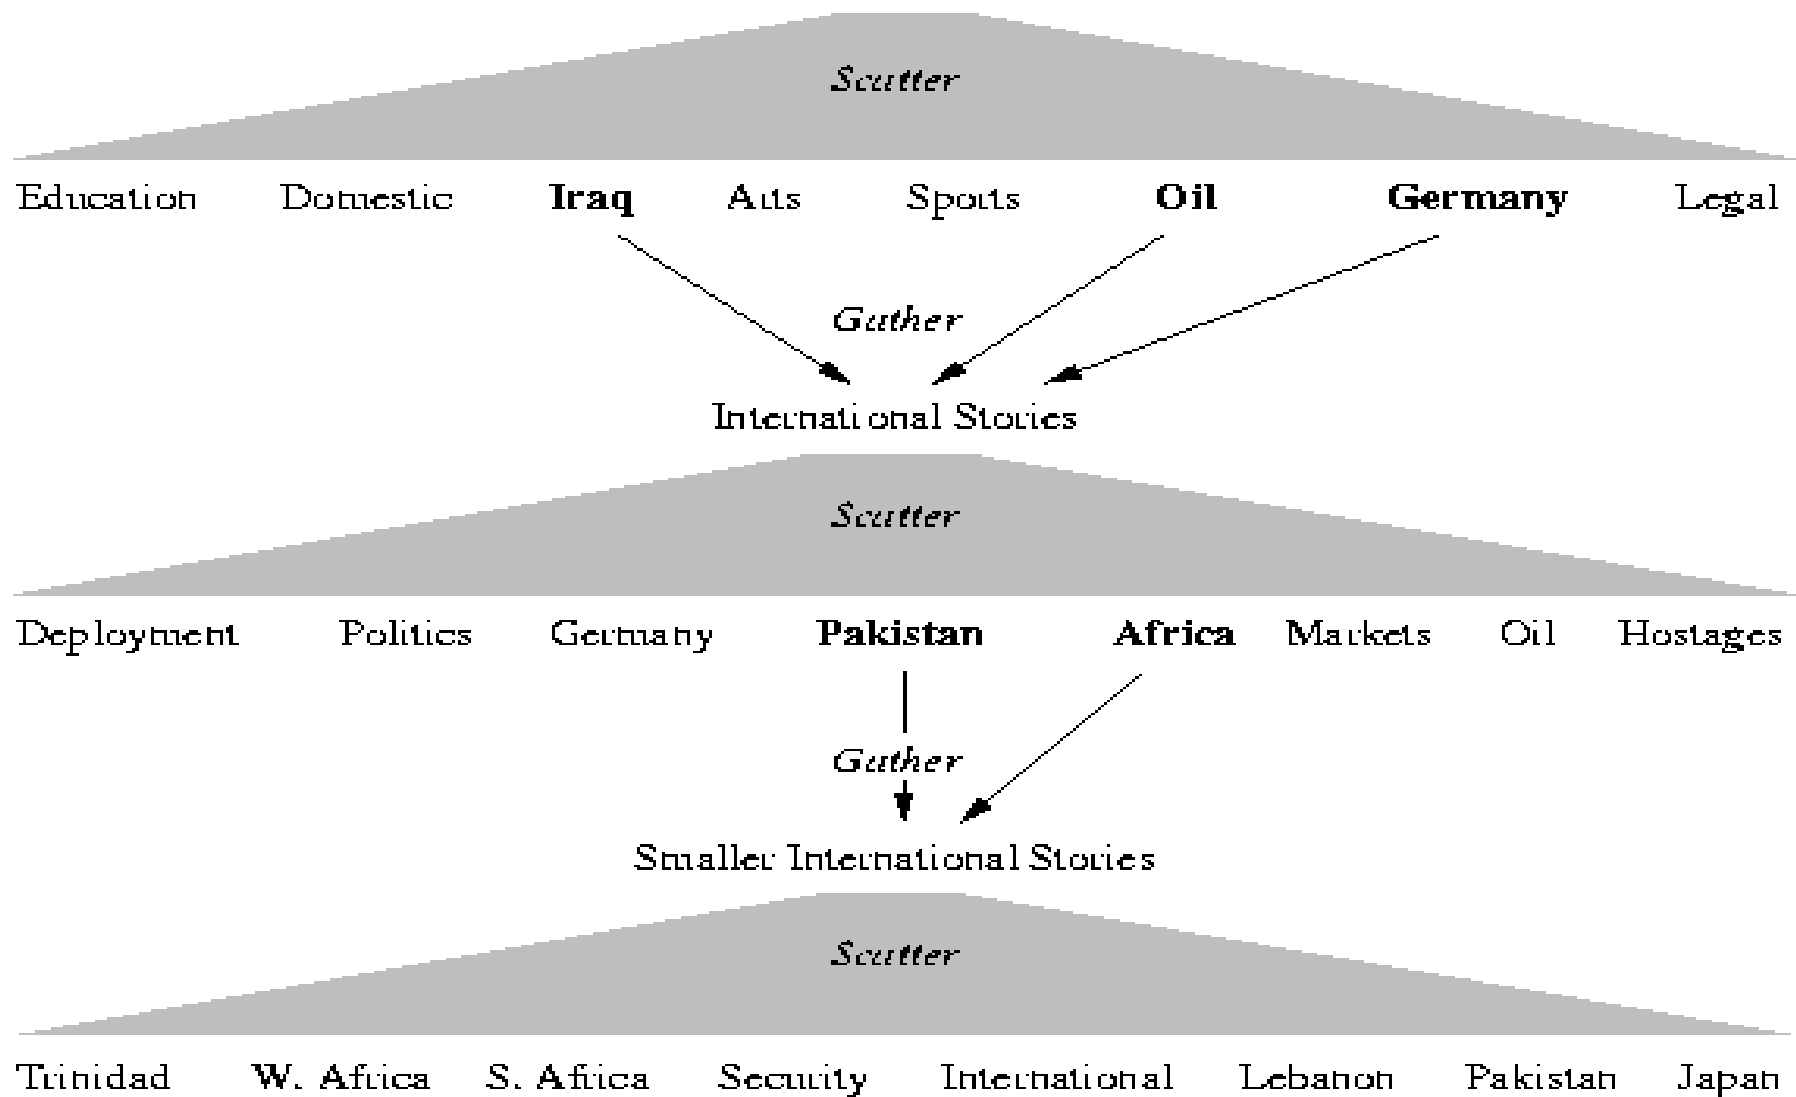 Scatter
Education Domestic Iraq Arts Sports Oil Germany Legal
Gather
International Stories
Scatter
Deployment Politics Germany Pakistan Africa Markets Oil Hostages
Gather
Smaller International Stories
Scatter
Trinidad W. Africa S. Africa Security International Lebanon Pakistan Japan